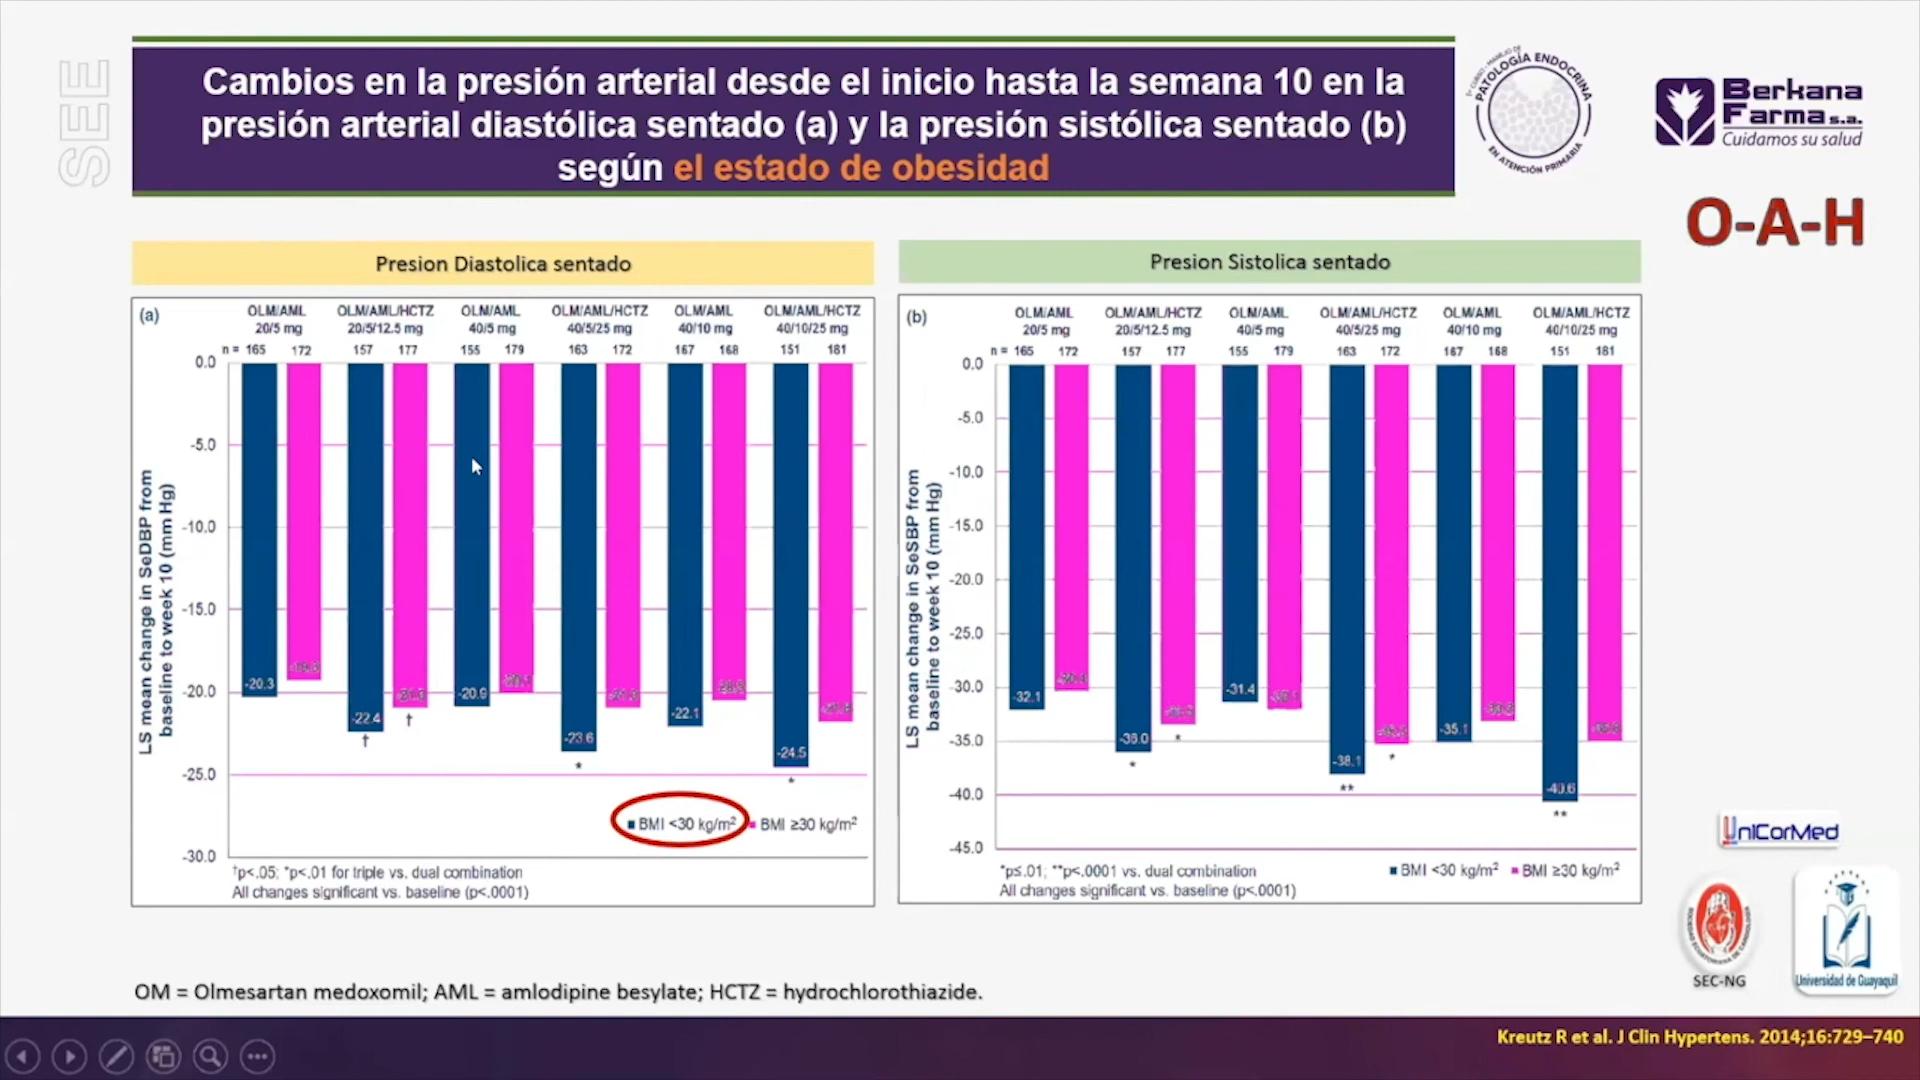 SEE
Cambios en la presión arterial desde el inicio hasta la semana 10 en la
presión arterial diastólica sentado (a) y la presión sistólica sentado (b)
según el estado de obesidad
PATOLOGÍA ENDOCRINA
EN ATENCIÓN PRIMARIA
Berkana
Farma s.a.
Cuidamos su salud
O-A-H
Presion Diastolica sentado
(a)
OLM/AML OLM/AML/HCTZ OLM/AML OLM/AML/HCTZ OLM/AML OLM/AML/HCTZ
20/5 mg 20/5/12.5 mg 40/5 mg 40/5/25 mg 40/10 mg 40/10/25 mg
n = 165 172 157 177 155 179 163 172 167 168 151 181
LS mean change in SeDBP from
baseline to week 10 (mm Hg)
0.0
-5.0
-10.0
-15.0
-20.0
-25.0
-30.0
-20.3
-22.4
†
†
-20.9
-23.6
*
-22.1
-24.5
*
BMI <30 kg/m² BMI ≥30 kg/m²
†p<.05; *p<.01 for triple vs. dual combination
All changes significant vs. baseline (p<.0001)
Presion Sistolica sentado
(b)
OLM/AML OLM/AML/HCTZ OLM/AML OLM/AML/HCTZ OLM/AML OLM/AML/HCTZ
20/5 mg 20/5/12.5 mg 40/5 mg 40/5/25 mg 40/10 mg 40/10/25 mg
n = 165 172 157 177 155 179 163 172 167 168 151 181
LS mean change in SeSBP from
baseline to week 10 (mm Hg)
0.0
-5.0
-10.0
-15.0
-20.0
-25.0
-30.0
-35.0
-40.0
-45.0
-32.1
-36.0
*
*
-31.4
-38.1
**
*
-35.1
-40.6
**
*p≤.01; **p<.0001 vs. dual combination
BMI <30 kg/m² BMI ≥30 kg/m²
All changes significant vs. baseline (p<.0001)
UnICorMed
SEC-NG
Universidad de Guayaquil
OM = Olmesartan medoxomil; AML = amlodipine besylate; HCTZ = hydrochlorothiazide.
Kreutz R et al. J Clin Hypertens. 2014;16:729–740